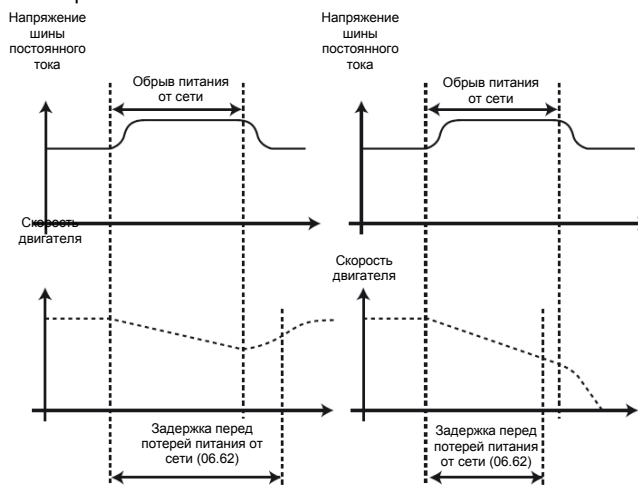 Напряжение
шины
постоянного
тока
Обрыв питания
от сети
Скорость
двигателя
Задержка перед
потерей питания от
сети (06.62)
Напряжение
шины
постоянного
тока
Обрыв питания
от сети
Скорость
двигателя
Задержка перед
потерей питания от
сети (06.62)